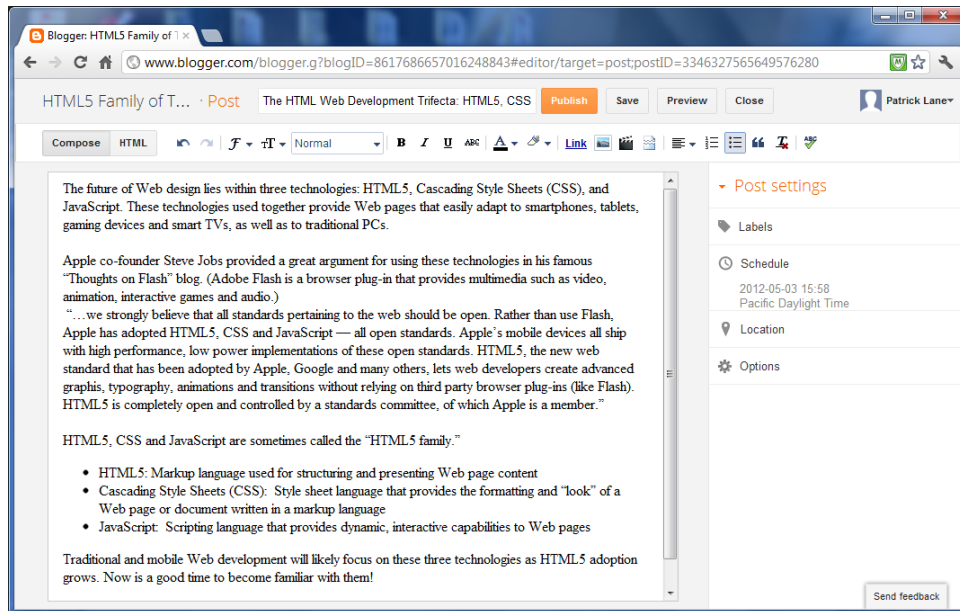 Blogger: HTML5 Family of T
www.blogger.com/blogger.g?blogID=8617686657016248843#editor/target=post;postID=3346327565649576280
HTML5 Family of T... · Post
The HTML Web Development Trifecta: HTML5, CSS
Publish
Save
Preview
Close
Patrick Lane
Compose
HTML
Normal
B
I
U
ABC
A
Link
ABC
The future of Web design lies within three technologies: HTML5, Cascading Style Sheets (CSS), and
JavaScript. These technologies used together provide Web pages that easily adapt to smartphones, tablets,
gaming devices and smart TVs, as well as to traditional PCs.
Apple co-founder Steve Jobs provided a great argument for using these technologies in his famous
“Thoughts on Flash” blog. (Adobe Flash is a browser plug-in that provides multimedia such as video,
animation, interactive games and audio.)
“…we strongly believe that all standards pertaining to the web should be open. Rather than use Flash,
Apple has adopted HTML5, CSS and JavaScript — all open standards. Apple’s mobile devices all ship
with high performance, low power implementations of these open standards. HTML5, the new web
standard that has been adopted by Apple, Google and many others, lets web developers create advanced
graphis, typography, animations and transitions without relying on third party browser plug-ins (like Flash).
HTML5 is completely open and controlled by a standards committee, of which Apple is a member.”
HTML5, CSS and JavaScript are sometimes called the “HTML5 family.”
• HTML5: Markup language used for structuring and presenting Web page content
• Cascading Style Sheets (CSS): Style sheet language that provides the formatting and “look” of a
Web page or document written in a markup language
• JavaScript: Scripting language that provides dynamic, interactive capabilities to Web pages
Traditional and mobile Web development will likely focus on these three technologies as HTML5 adoption
grows. Now is a good time to become familiar with them!
Post settings
Labels
Schedule
2012-05-03 15:58
Pacific Daylight Time
Location
Options
Send feedback